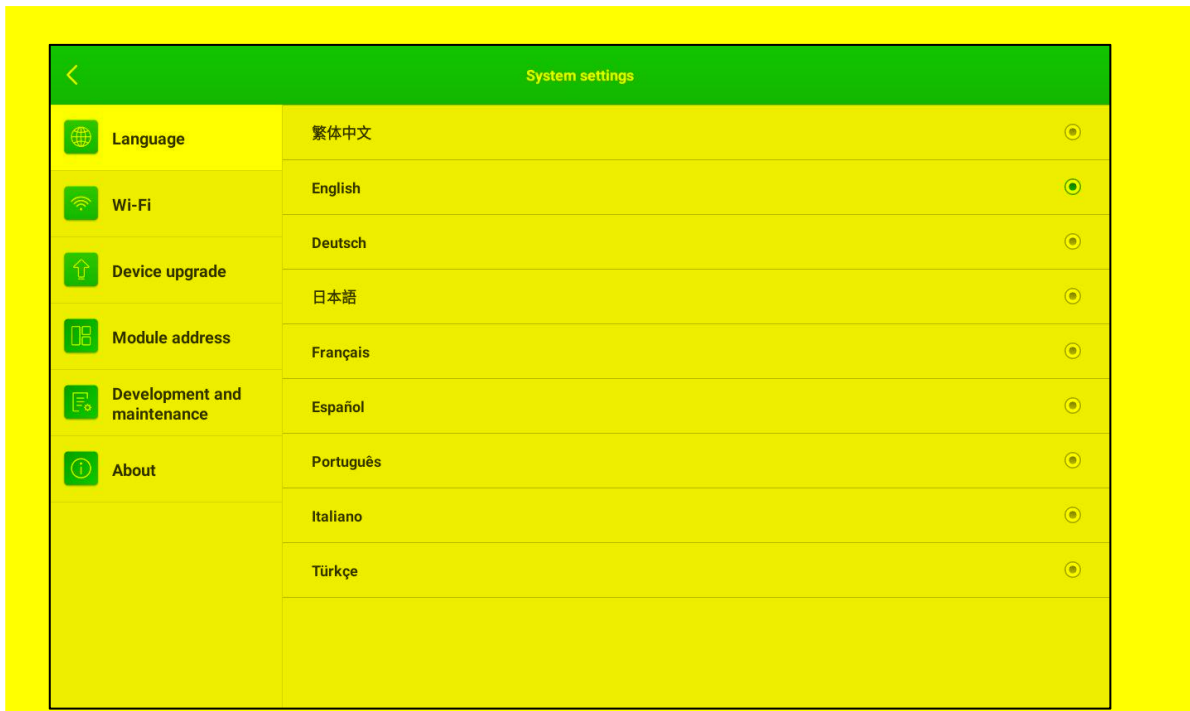 System settings
Language
Wi-Fi
Device upgrade
Module address
Development and
maintenance
About
繁体中文
English
Deutsch
日本語
Français
Español
Português
Italiano
Türkçe